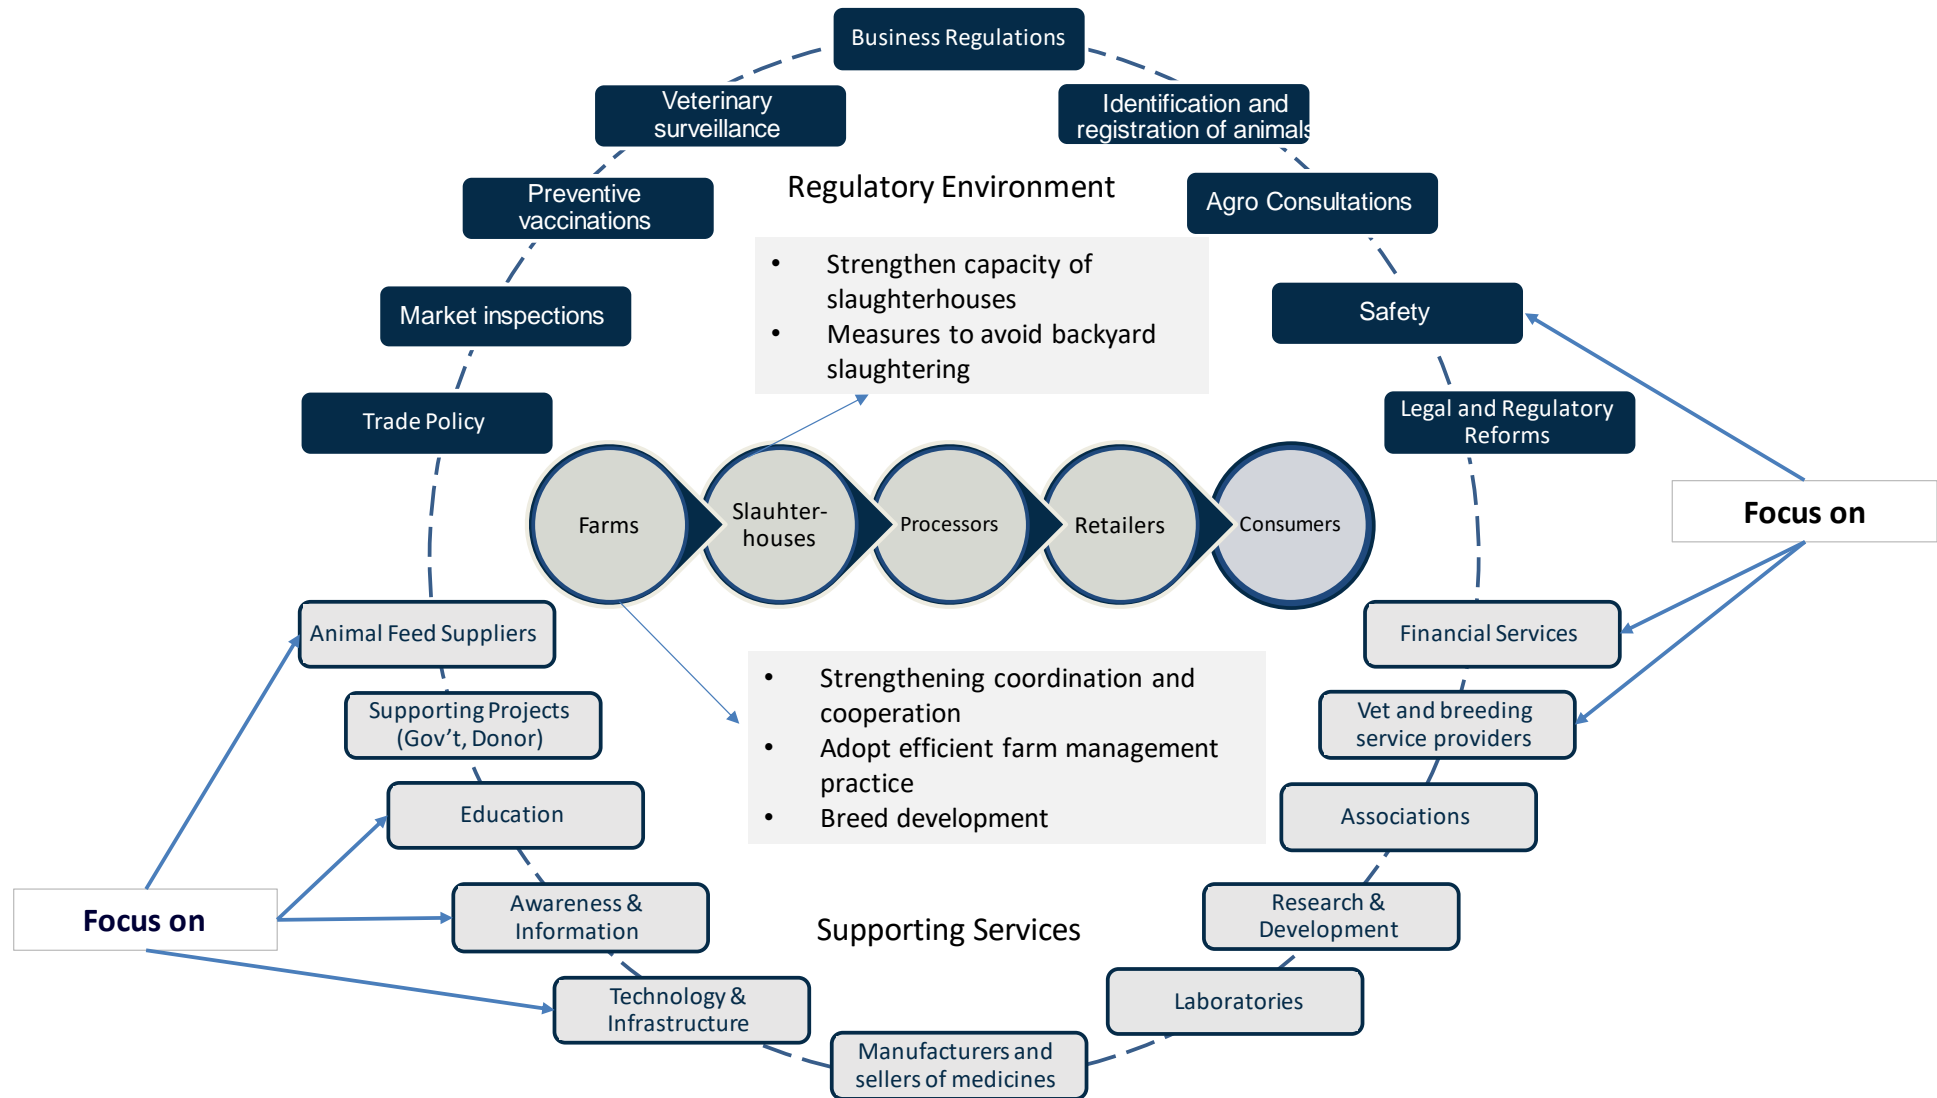 Business Regulations
Veterinary
surveillance
Identification and
registration of animals
Preventive
vaccinations
Regulatory Environment
Agro Consultations
• Strengthen capacity of
slaughterhouses
• Measures to avoid backyard
slaughtering
Market inspections
Safety
Trade Policy
Legal and Regulatory
Reforms
Farms
Slauhter-
houses
Processors
Retailers
Consumers
Focus on
Animal Feed Suppliers
Financial Services
• Strengthening coordination and
cooperation
• Adopt efficient farm management
practice
• Breed development
Supporting Projects
(Gov't, Donor)
Vet and breeding
service providers
Education
Associations
Focus on
Awareness &
Information
Supporting Services
Research &
Development
Technology &
Infrastructure
Laboratories
Manufacturers and
sellers of medicines